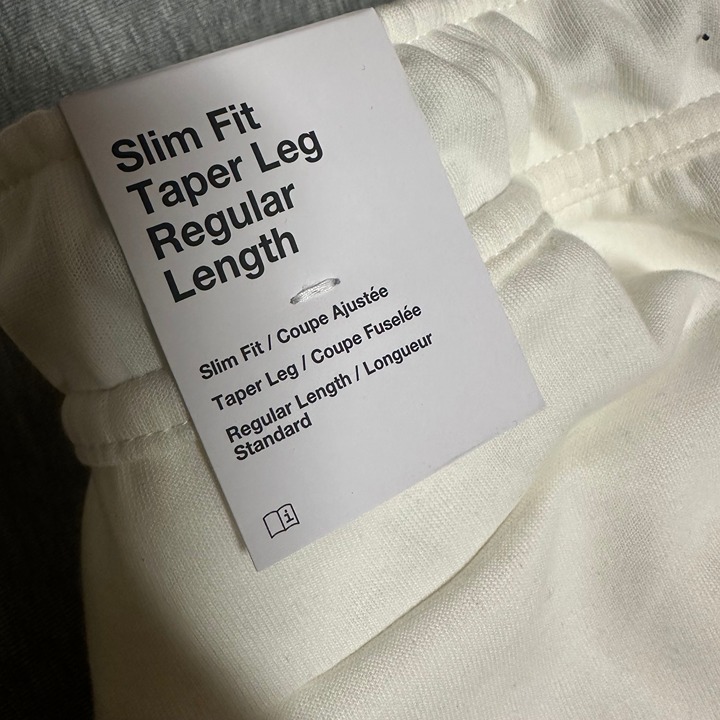 Slim Fit
Taper Leg
Regular
Length
Slim Fit / Coupe Ajustée
Taper Leg / Coupe Fuselée
Regular Length / Longueur
Standard
i